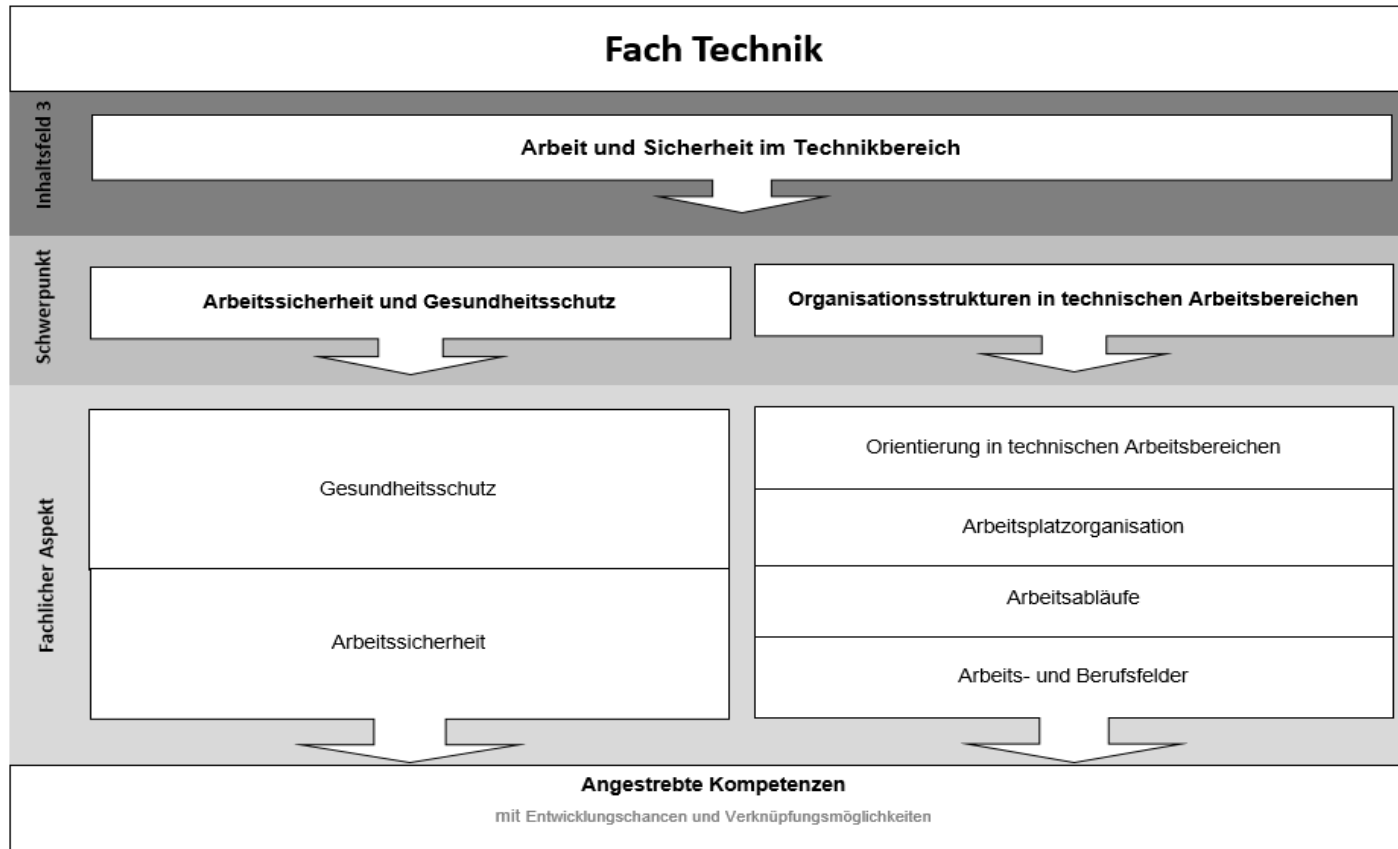 Fach Technik
Inhaltsfeld 3
Arbeit und Sicherheit im Technikbereich
Schwerpunkt
Arbeitssicherheit und Gesundheitsschutz
Organisationsstrukturen in technischen Arbeitsbereichen
Fachlicher Aspekt
Gesundheitsschutz
Arbeitssicherheit
Orientierung in technischen Arbeitsbereichen
Arbeitsplatzorganisation
Arbeitsabläufe
Arbeits- und Berufsfelder
Angestrebte Kompetenzen
mit Entwicklungschancen und Verknüpfungsmöglichkeiten